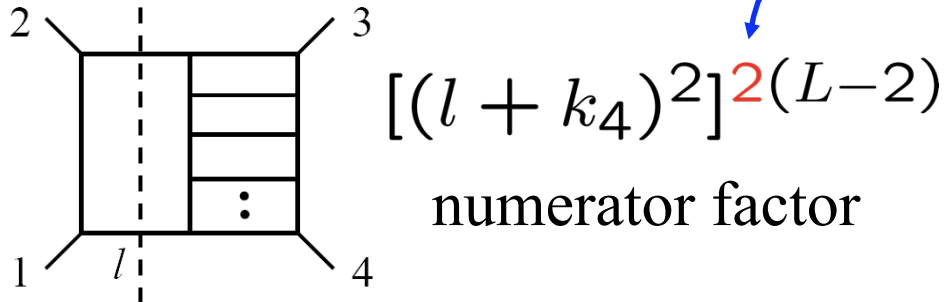 2 3
[(l + k₄)²]²⁽ᴸ⁻²⁾
numerator factor
1 l 4